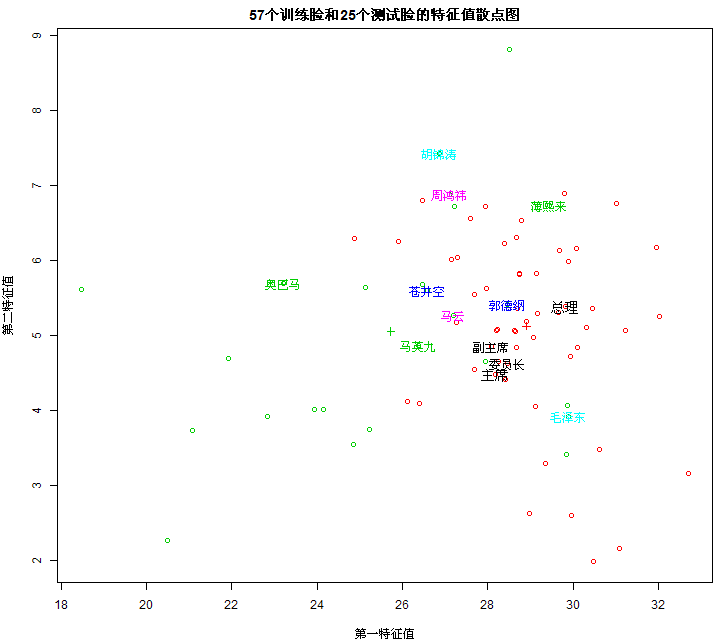 57个训练脸和25个测试脸的特征值散点图
9
8
7
6
5
4
3
2
第二特征值
胡锦涛
周鸿祎
薄熙来
奥巴马
苍井空
郭德纲
总理
马云
马英九
副主席
委员长
主席
毛泽东
18
20
22
24
26
28
30
32
第一特征值